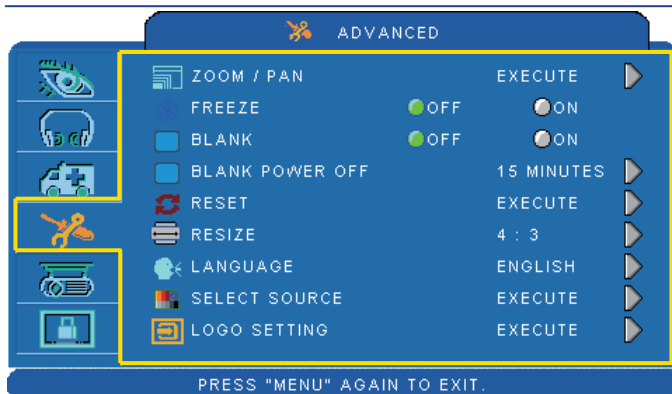 ADVANCED
ZOOM / PAN EXECUTE
FREEZE OFF ON
BLANK OFF ON
BLANK POWER OFF 15 MINUTES
RESET EXECUTE
RESIZE 4 : 3
LANGUAGE ENGLISH
SELECT SOURCE EXECUTE
LOGO SETTING EXECUTE
PRESS "MENU" AGAIN TO EXIT.